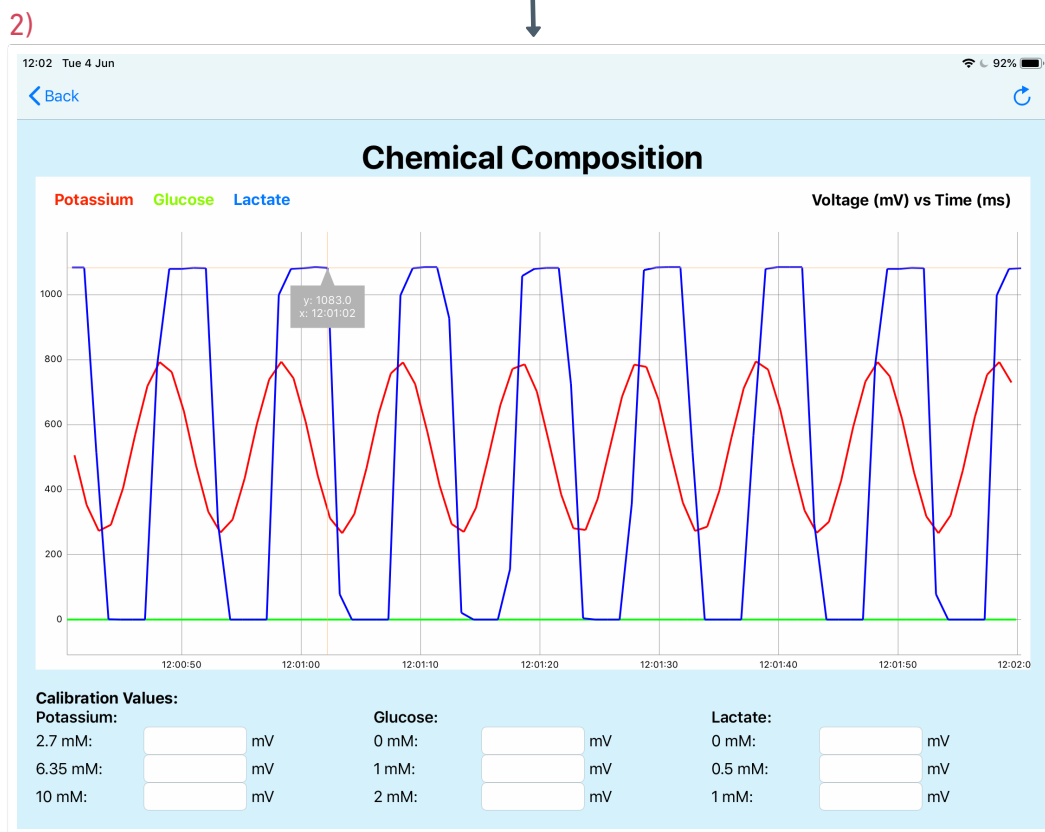 2)
12:02 Tue 4 Jun 92%
Back
Chemical Composition
Potassium Glucose Lactate Voltage (mV) vs Time (ms)
1000
y: 1083.0
x: 12:01:02
800
600
400
200
0
12:00:50 12:01:00 12:01:10 12:01:20 12:01:30 12:01:40 12:01:50 12:02:0
Calibration Values:
Potassium: Glucose: Lactate:
2.7 mM: mV 0 mM: mV 0 mM: mV
6.35 mM: mV 1 mM: mV 0.5 mM: mV
10 mM: mV 2 mM: mV 1 mM: mV